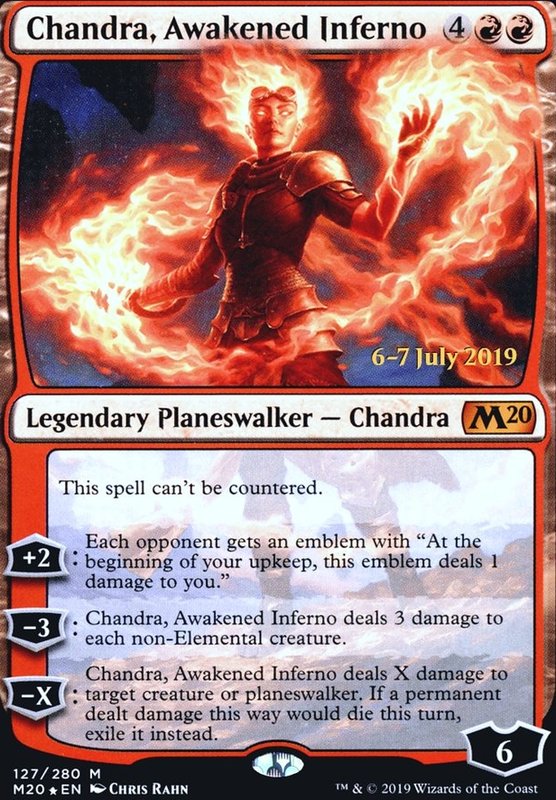 Chandra, Awakened Inferno 4
6–7 July 2019
Legendary Planeswalker — Chandra M20
This spell can't be countered.
+2: Each opponent gets an emblem with “At the
beginning of your upkeep, this emblem deals 1
damage to you.”
−3: Chandra, Awakened Inferno deals 3 damage to
each non-Elemental creature.
−X: Chandra, Awakened Inferno deals X damage to
target creature or planeswalker. If a permanent
dealt damage this way would die this turn,
exile it instead.
6
127/280 M
M20 ★ EN Chris Rahn
™ & © 2019 Wizards of the Coast